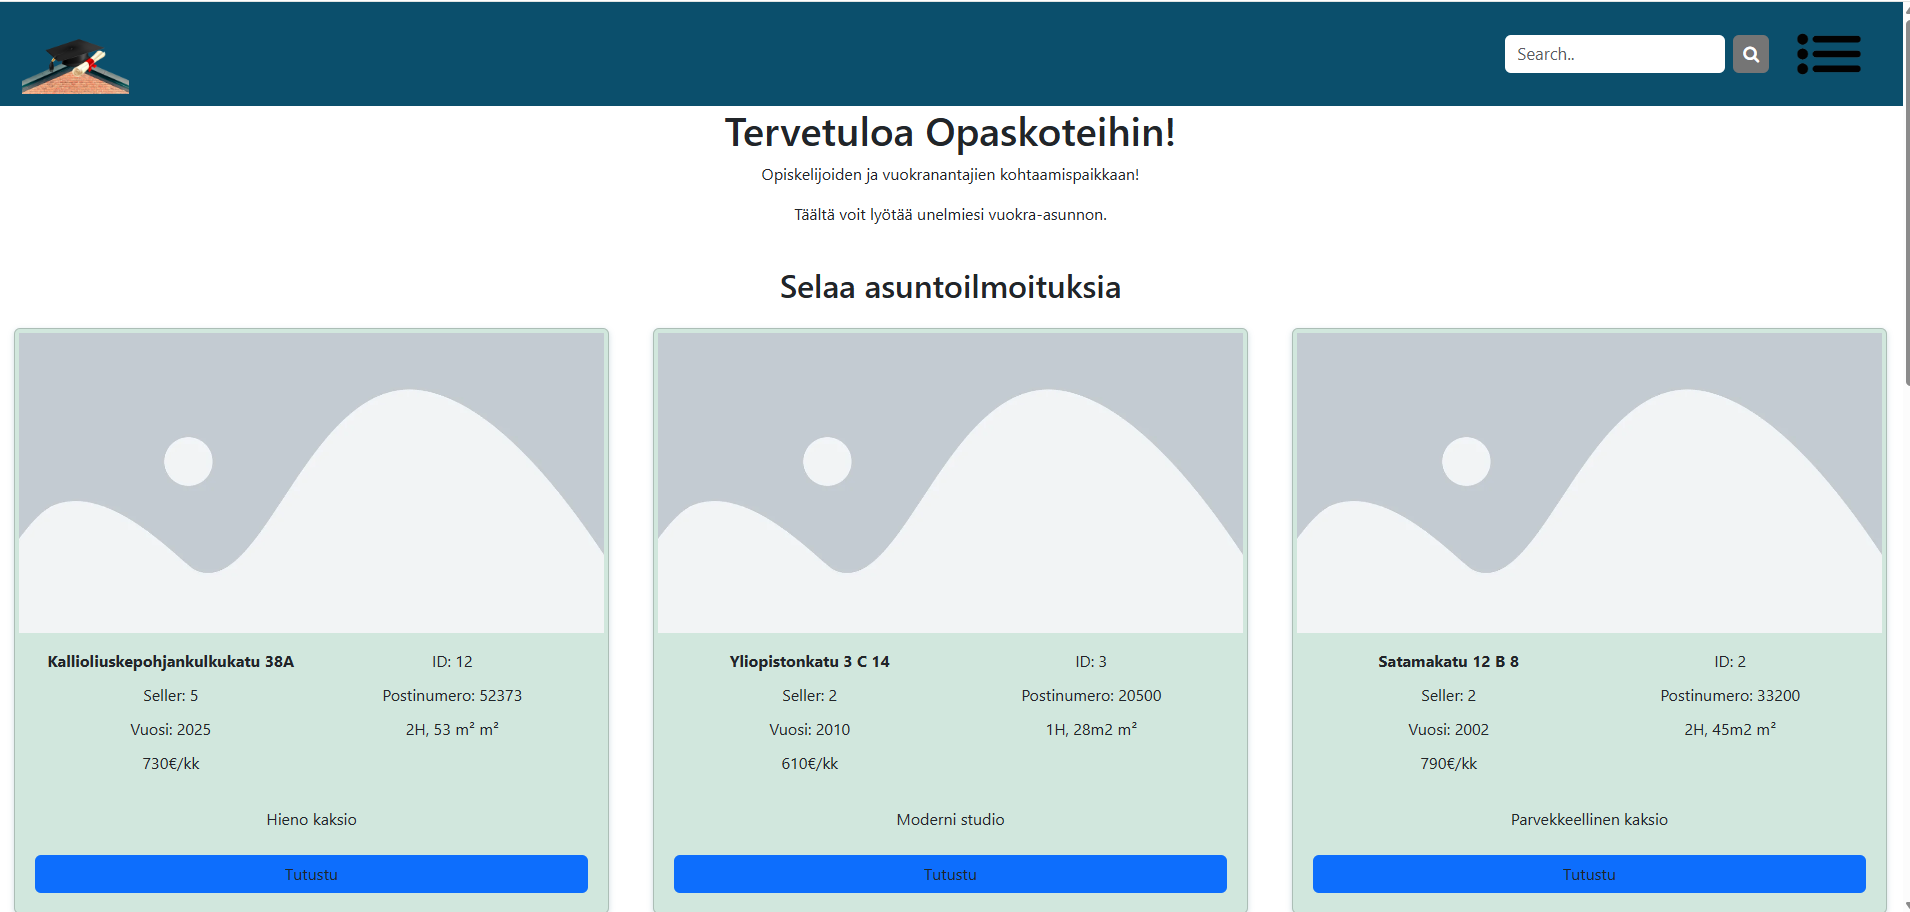 Search..
Tervetuloa Opaskoteihin!
Opiskelijoiden ja vuokranantajien kohtaamispaikkaan!
Täältä voit lyötää unelmiesi vuokra-asunnon.
Selaa asuntoilmoituksia
Kallioliuskepohjankulkukatu 38A
ID: 12
Seller: 5
Postinumero: 52373
Vuosi: 2025
2H, 53 m² m²
730€/kk
Hieno kaksio
Tutustu
Yliopistonkatu 3 C 14
ID: 3
Seller: 2
Postinumero: 20500
Vuosi: 2010
1H, 28m2 m²
610€/kk
Moderni studio
Tutustu
Satamakatu 12 B 8
ID: 2
Seller: 2
Postinumero: 33200
Vuosi: 2002
2H, 45m2 m²
790€/kk
Parvekkeellinen kaksio
Tutustu